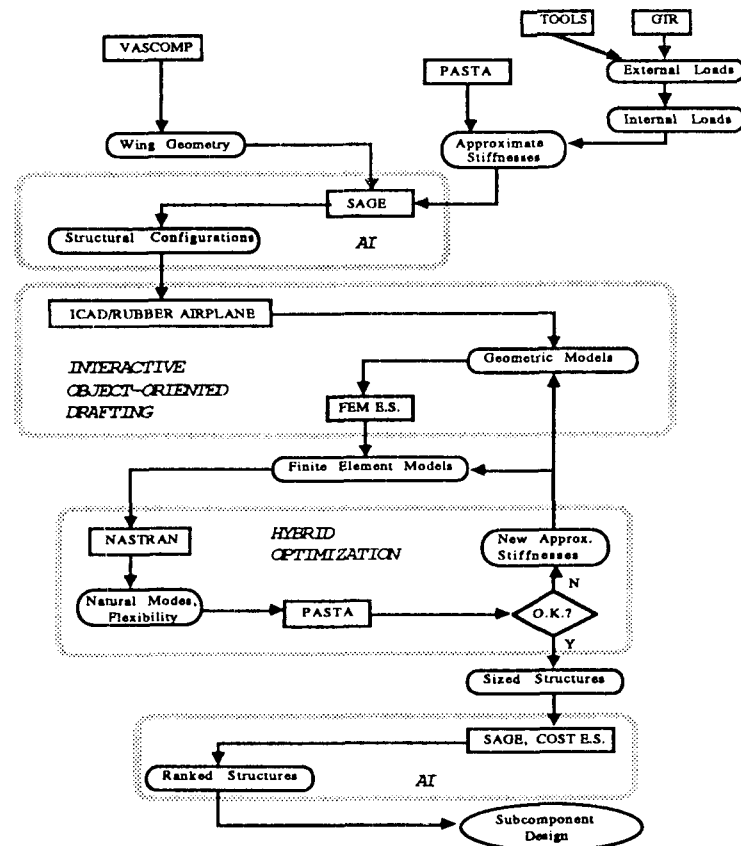 TOOLS
GTR
VASCOMP
PASTA
External Loads
Internal Loads
Wing Geometry
Approximate
Stiffnesses
SAGE
Structural Configurations
AI
ICAD/RUBBER AIRPLANE
Geometric Models
INTERACTIVE
OBJECT-ORIENTED
DRAFTING
FEM E.S.
Finite Element Models
NASTRAN
HYBRID
OPTIMIZATION
New Approx.
Stiffnesses
N
Natural Modes,
Flexibility
PASTA
O.K.?
Y
Sized Structures
SAGE, COST E.S.
Ranked Structures
AI
Subcomponent
Design